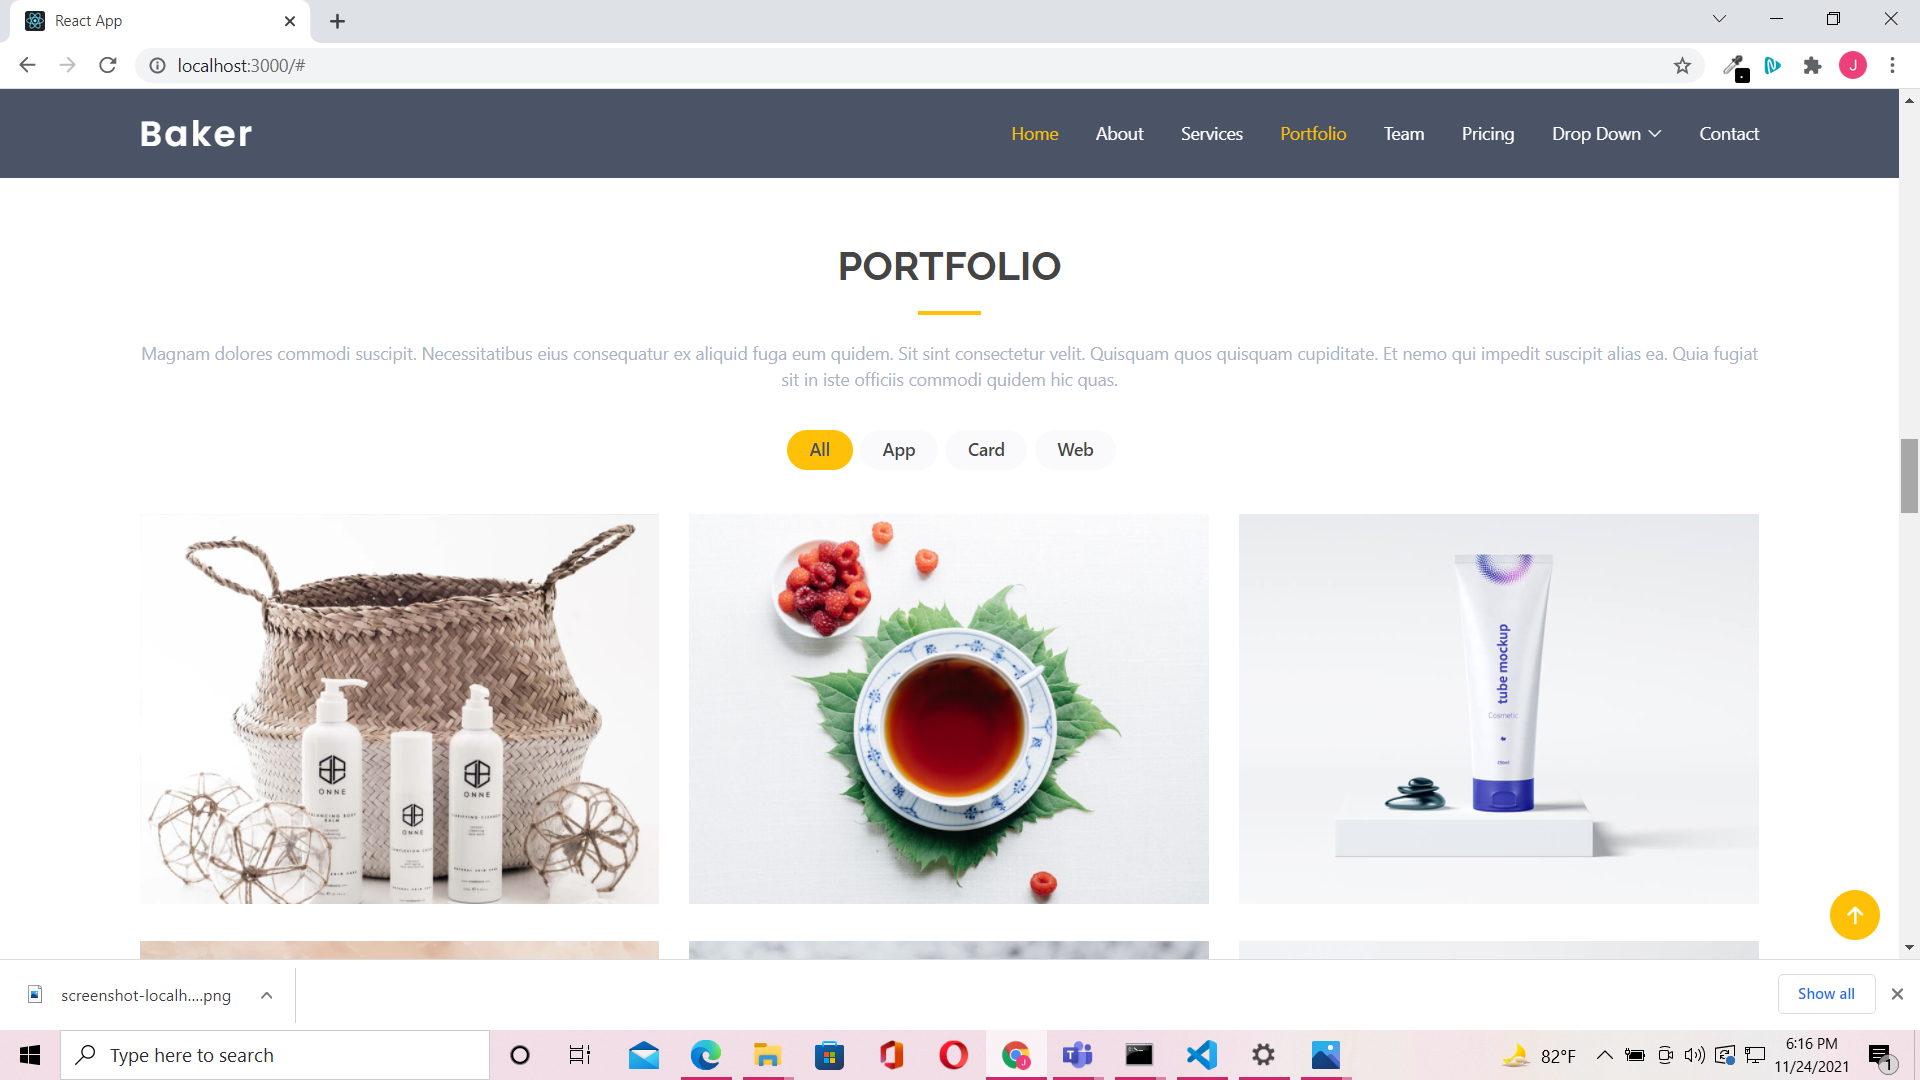 React App
localhost:3000/#
J
Baker
Home About Services Portfolio Team Pricing Drop Down Contact
PORTFOLIO
Magnam dolores commodi suscipit. Necessitatibus eius consequatur ex aliquid fuga eum quidem. Sit sint consectetur velit. Quisquam quos quisquam cupiditate. Et nemo qui impedit suscipit alias ea. Quia fugiat
sit in iste officiis commodi quidem hic quas.
All App Card Web
ONNE
ONNE
ONNE
tube mockup
Cosmetic
screenshot-localh....png
Show all
Type here to search
82°F
6:16 PM
11/24/2021
1